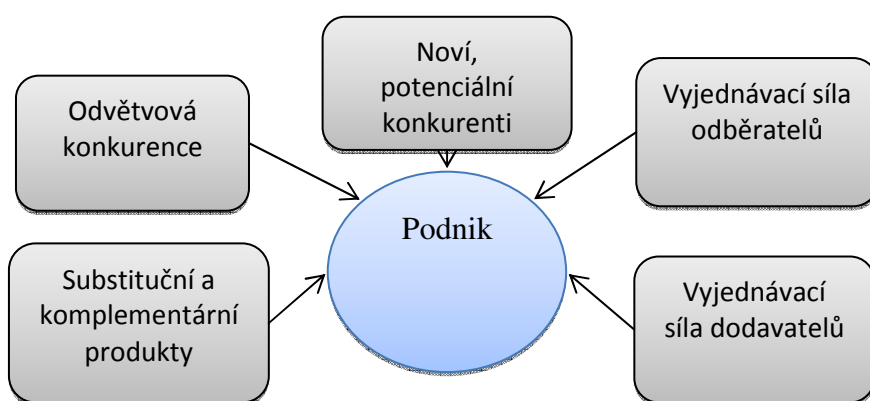 Noví,
potenciální
konkurenti
Odvětvová
konkurence
Vyjednávací síla
odběratelů
Podnik
Substituční a
komplementární
produkty
Vyjednávací
síla dodavatelů